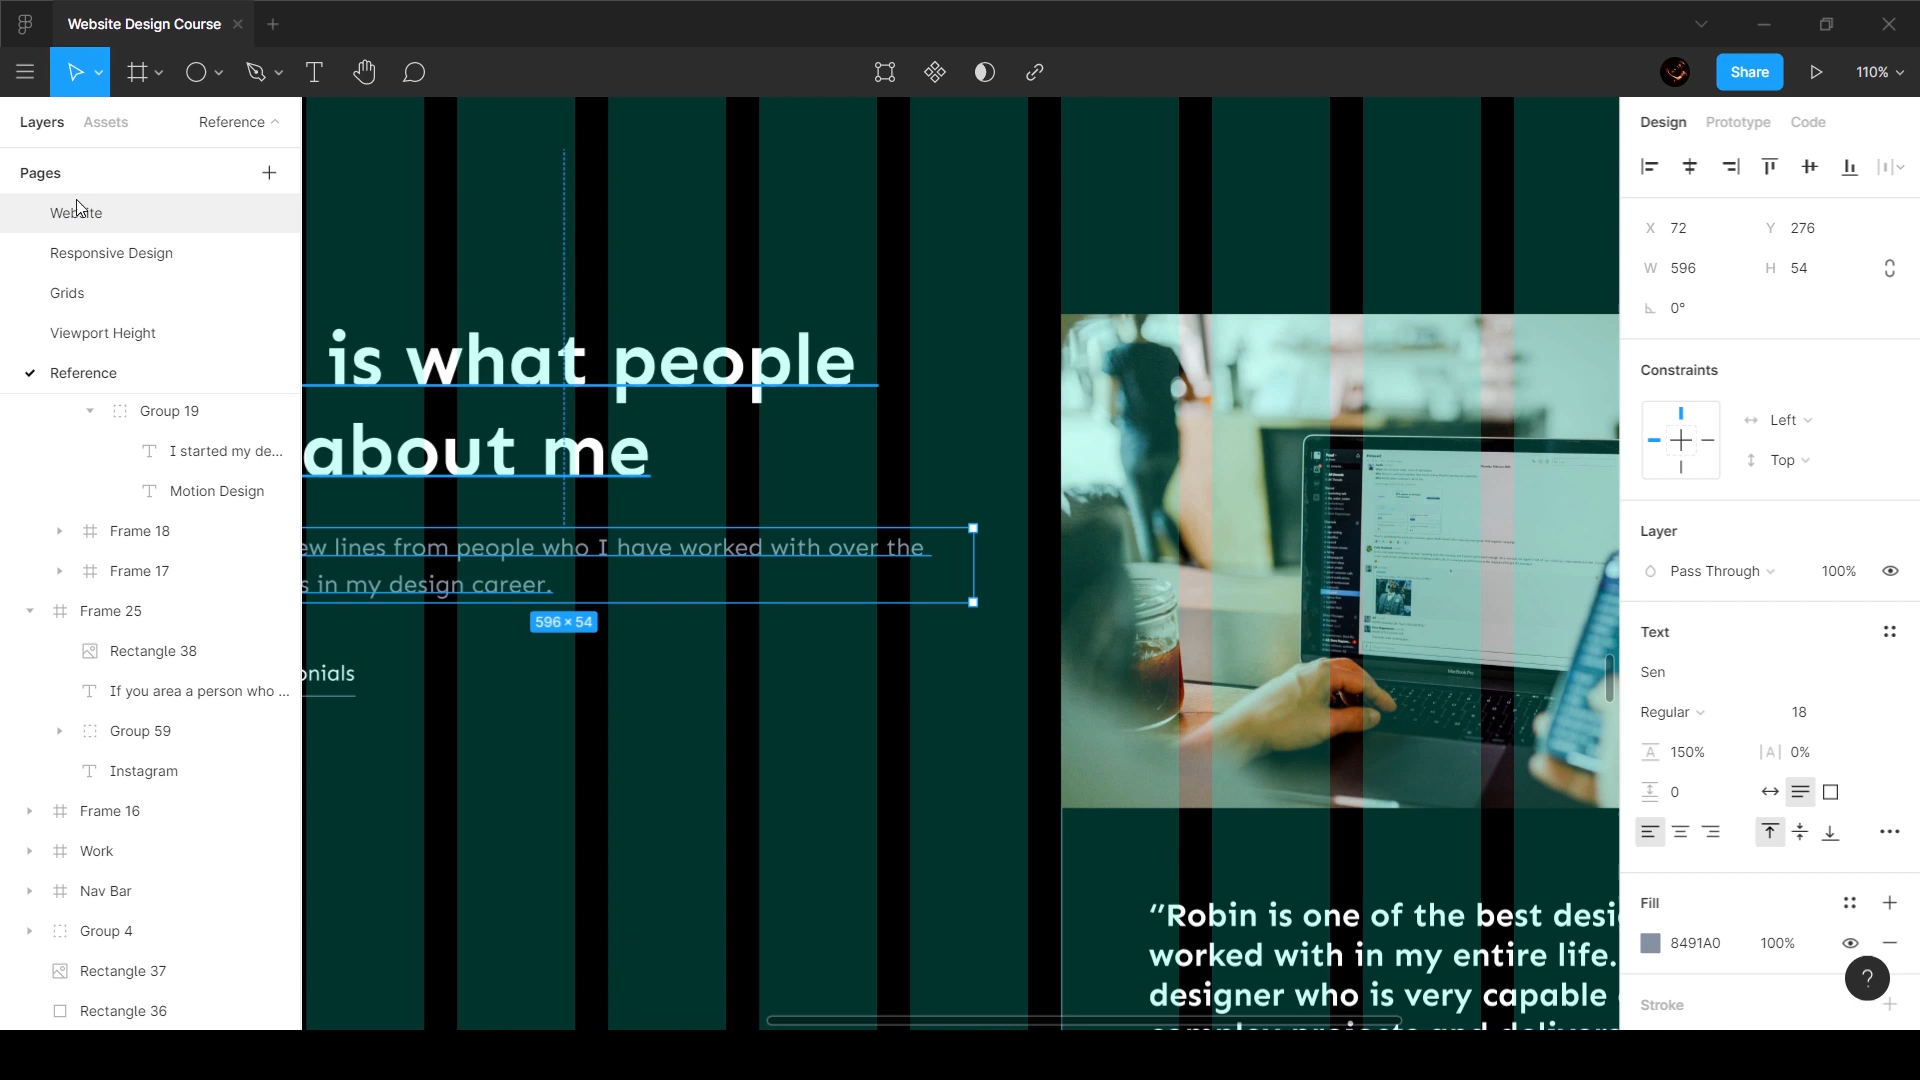 Website Design Course
Share
110%
Layers
Assets
Reference
Pages
Website
Responsive Design
Grids
Viewport Height
Reference
Group 19
I started my de...
Motion Design
Frame 18
Frame 17
Frame 25
Rectangle 38
If you area a person who ...
Group 59
Instagram
Frame 16
Work
Nav Bar
Group 4
Rectangle 37
Rectangle 36
is what people
about me
ew lines from people who I have worked with over the
s in my design career.
596 × 54
onials
“Robin is one of the best desi
worked with in my entire life.
designer who is very capable
complex projects and delivers
MacBook Pro
Design
Prototype
Code
X 72
Y 276
W 596
H 54
0°
Constraints
Left
Top
Layer
Pass Through
100%
Text
Sen
Regular
18
150%
0%
0
Fill
8491A0
100%
?
Stroke